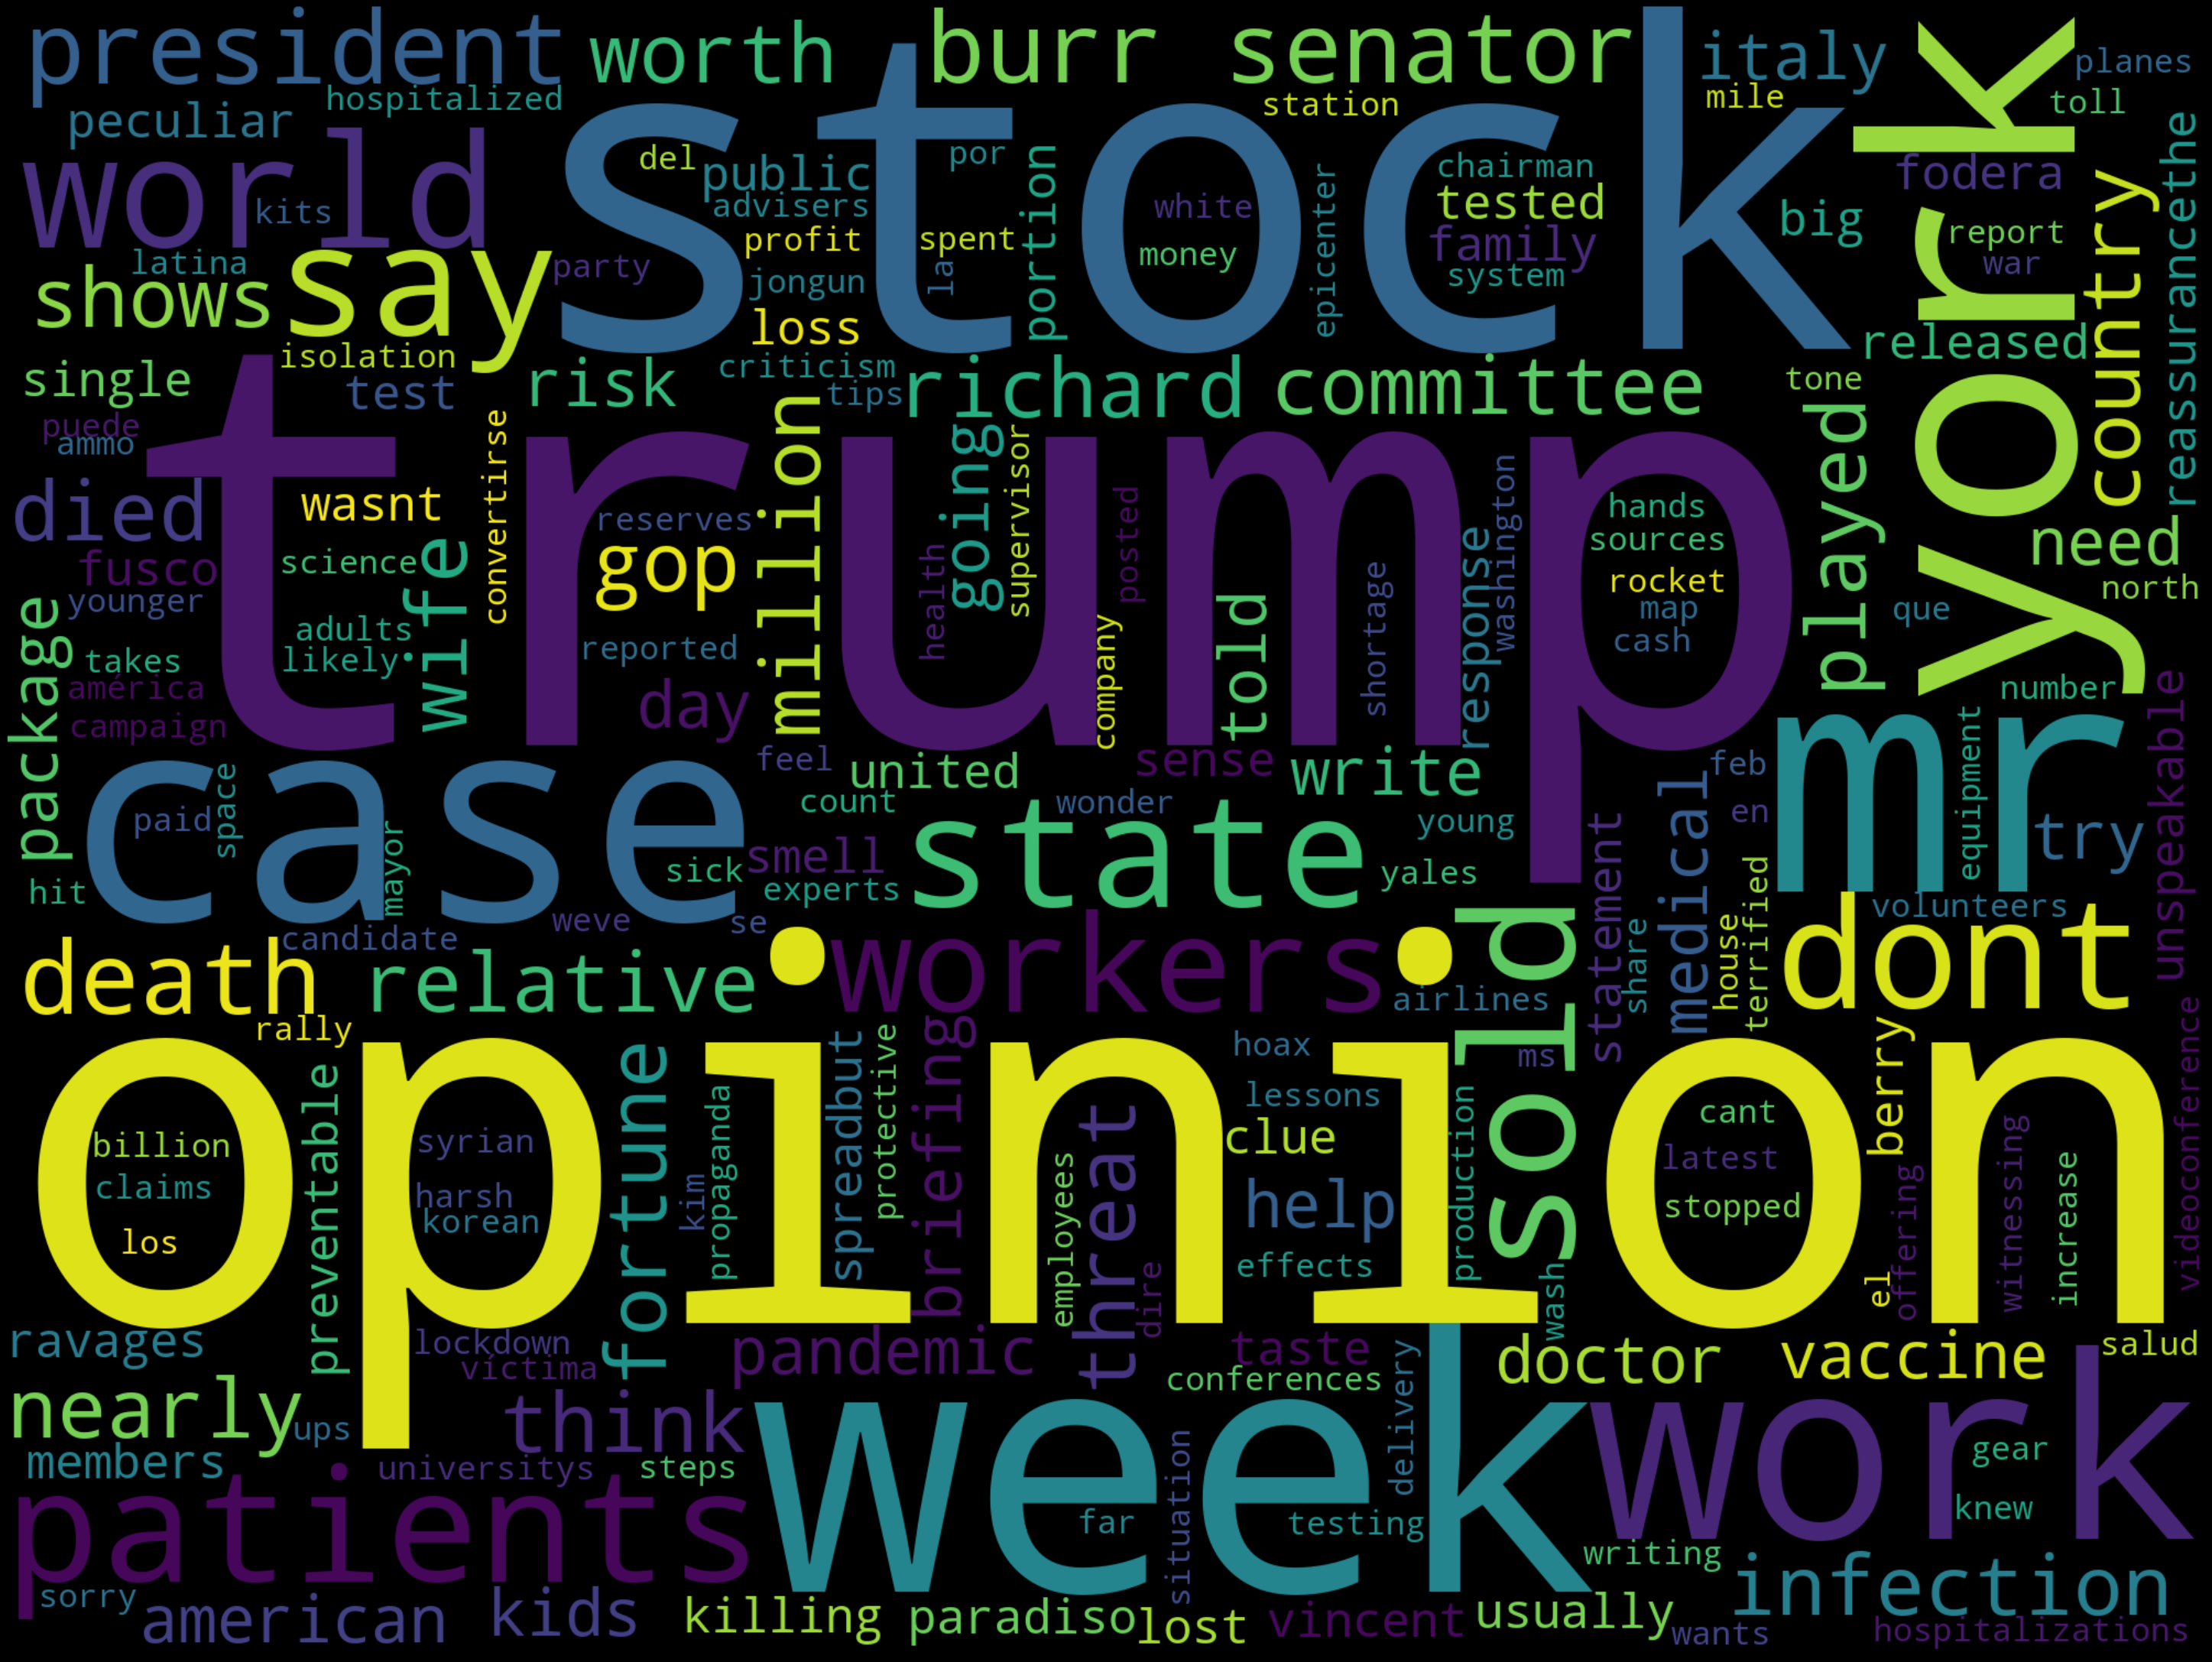 president
worth
burr senator
italy
planes
mile
toll
york
hospitalized
station
peculiar
stock
world
kits
del
public
por
portion
advisers
white
epicenter
chairman
tested
fodera
reassurancethe
country
profit
spent
money
family
big
report
latina
say
party
jongun
la
system
war
shows
loss
released
isolation
single
test
risk
criticism
richard
committee
tone
tips
puede
ammo
convertirse
million
going
supervisor
played
trump
died
wasnt
reserves
posted
washington
hands
sources
need
fusco
science
wife
gop
health
shortage
response
rocket
north
younger
map
que
package
adults
told
cash
takes
likely
reported
company
américa
day
number
campaign
unspeakable
case
feel
united
sense
write
feb
mr
equipment
paid
space
count
wonder
medical
en
try
mayor
state
young
statement
sick
smell
yales
hit
experts
terrified
volunteers
candidate
weve
se
workers
sold
share
house
dont
death
relative
airlines
rally
opinion
preventable
fortune
spreadbut
protective
briefing
hoax
ms
berry
videoconference
propaganda
threat
lessons
production
billion
syrian
kim
clue
cant
witnessing
claims
harsh
employees
latest
increase
korean
help
stopped
offering
los
dire
effects
wash
el
ravages
lockdown
pandemic
taste
doctor
vaccine
salud
víctima
conferences
nearly
ups
think
delivery
week
work
members
universitys
steps
situation
gear
patients
far
testing
knew
writing
infection
sorry
american
kids
killing
paradiso
lost
vincent
usually
wants
hospitalizations